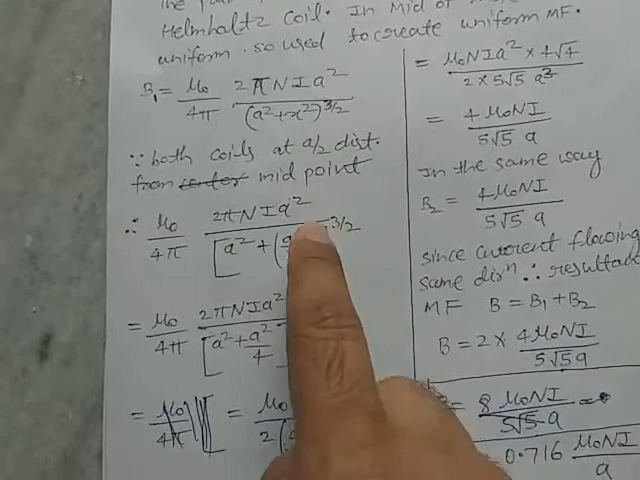 Helmholtz Coil. In Mid of
uniform. so used to create uniform MF.
B₁ = μ₀/4π 2πNIa²/(a²+x²)^3/2
∵ both coils at a/2 dist.
from mid point
∴ μ₀/4π 2πNIa²/[a²+( 3/2
= μ₀/4π 2πNIa²/[a²+a²/4
= μ₀/4π = μ₀/2(
= μ₀NIa²×4√4/2×5√5 a³
= 4μ₀NI/5√5 a
In the same way
B₂ = 4μ₀NI/5√5 a
since current flowing
same dirⁿ ∴ resultant
MF B = B₁+B₂
B = 2× 4μ₀NI/5√5a
= 8μ₀NI/5√5 a
0.716 μ₀NI/a